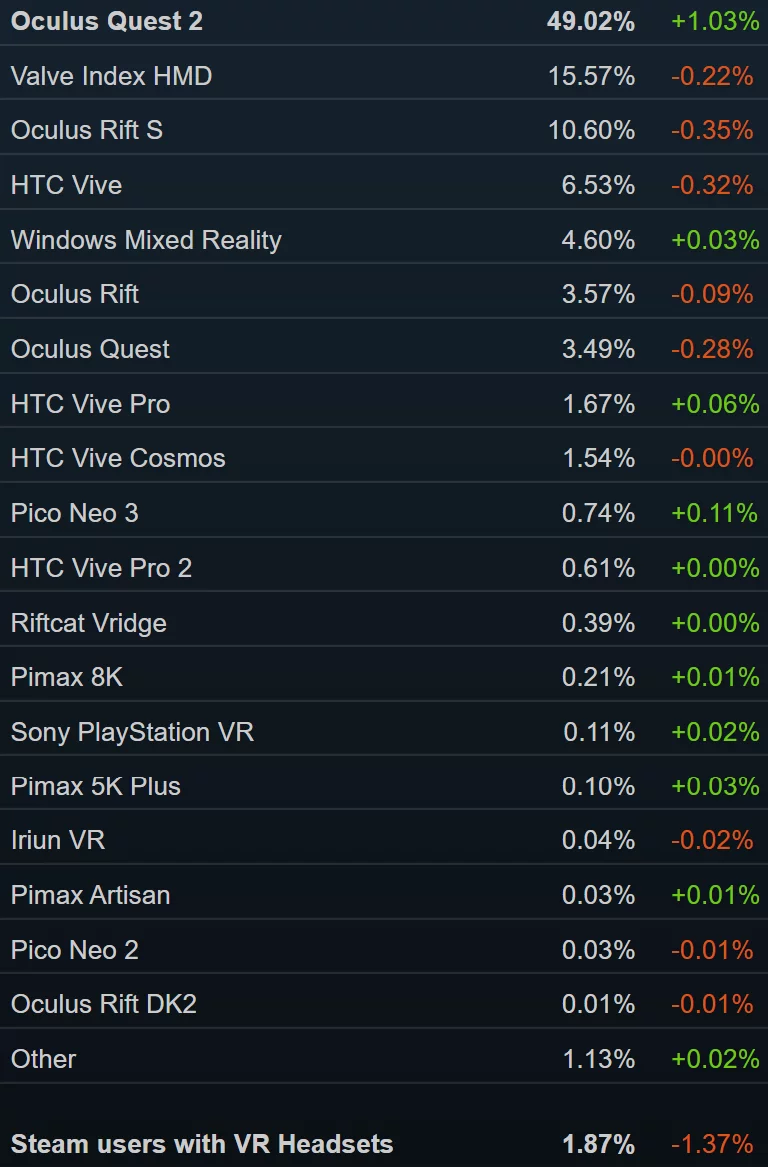 Oculus Quest 2 49.02% +1.03%
Valve Index HMD 15.57% -0.22%
Oculus Rift S 10.60% -0.35%
HTC Vive 6.53% -0.32%
Windows Mixed Reality 4.60% +0.03%
Oculus Rift 3.57% -0.09%
Oculus Quest 3.49% -0.28%
HTC Vive Pro 1.67% +0.06%
HTC Vive Cosmos 1.54% -0.00%
Pico Neo 3 0.74% +0.11%
HTC Vive Pro 2 0.61% +0.00%
Riftcat Vridge 0.39% +0.00%
Pimax 8K 0.21% +0.01%
Sony PlayStation VR 0.11% +0.02%
Pimax 5K Plus 0.10% +0.03%
Iriun VR 0.04% -0.02%
Pimax Artisan 0.03% +0.01%
Pico Neo 2 0.03% -0.01%
Oculus Rift DK2 0.01% -0.01%
Other 1.13% +0.02%
Steam users with VR Headsets 1.87% -1.37%